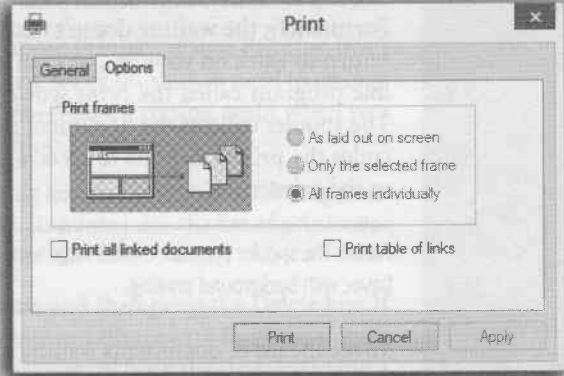 Print
General Options
Print frames
As laid out on screen
Only the selected frame
All frames individually
Print all linked documents
Print table of links
Print Cancel Apply